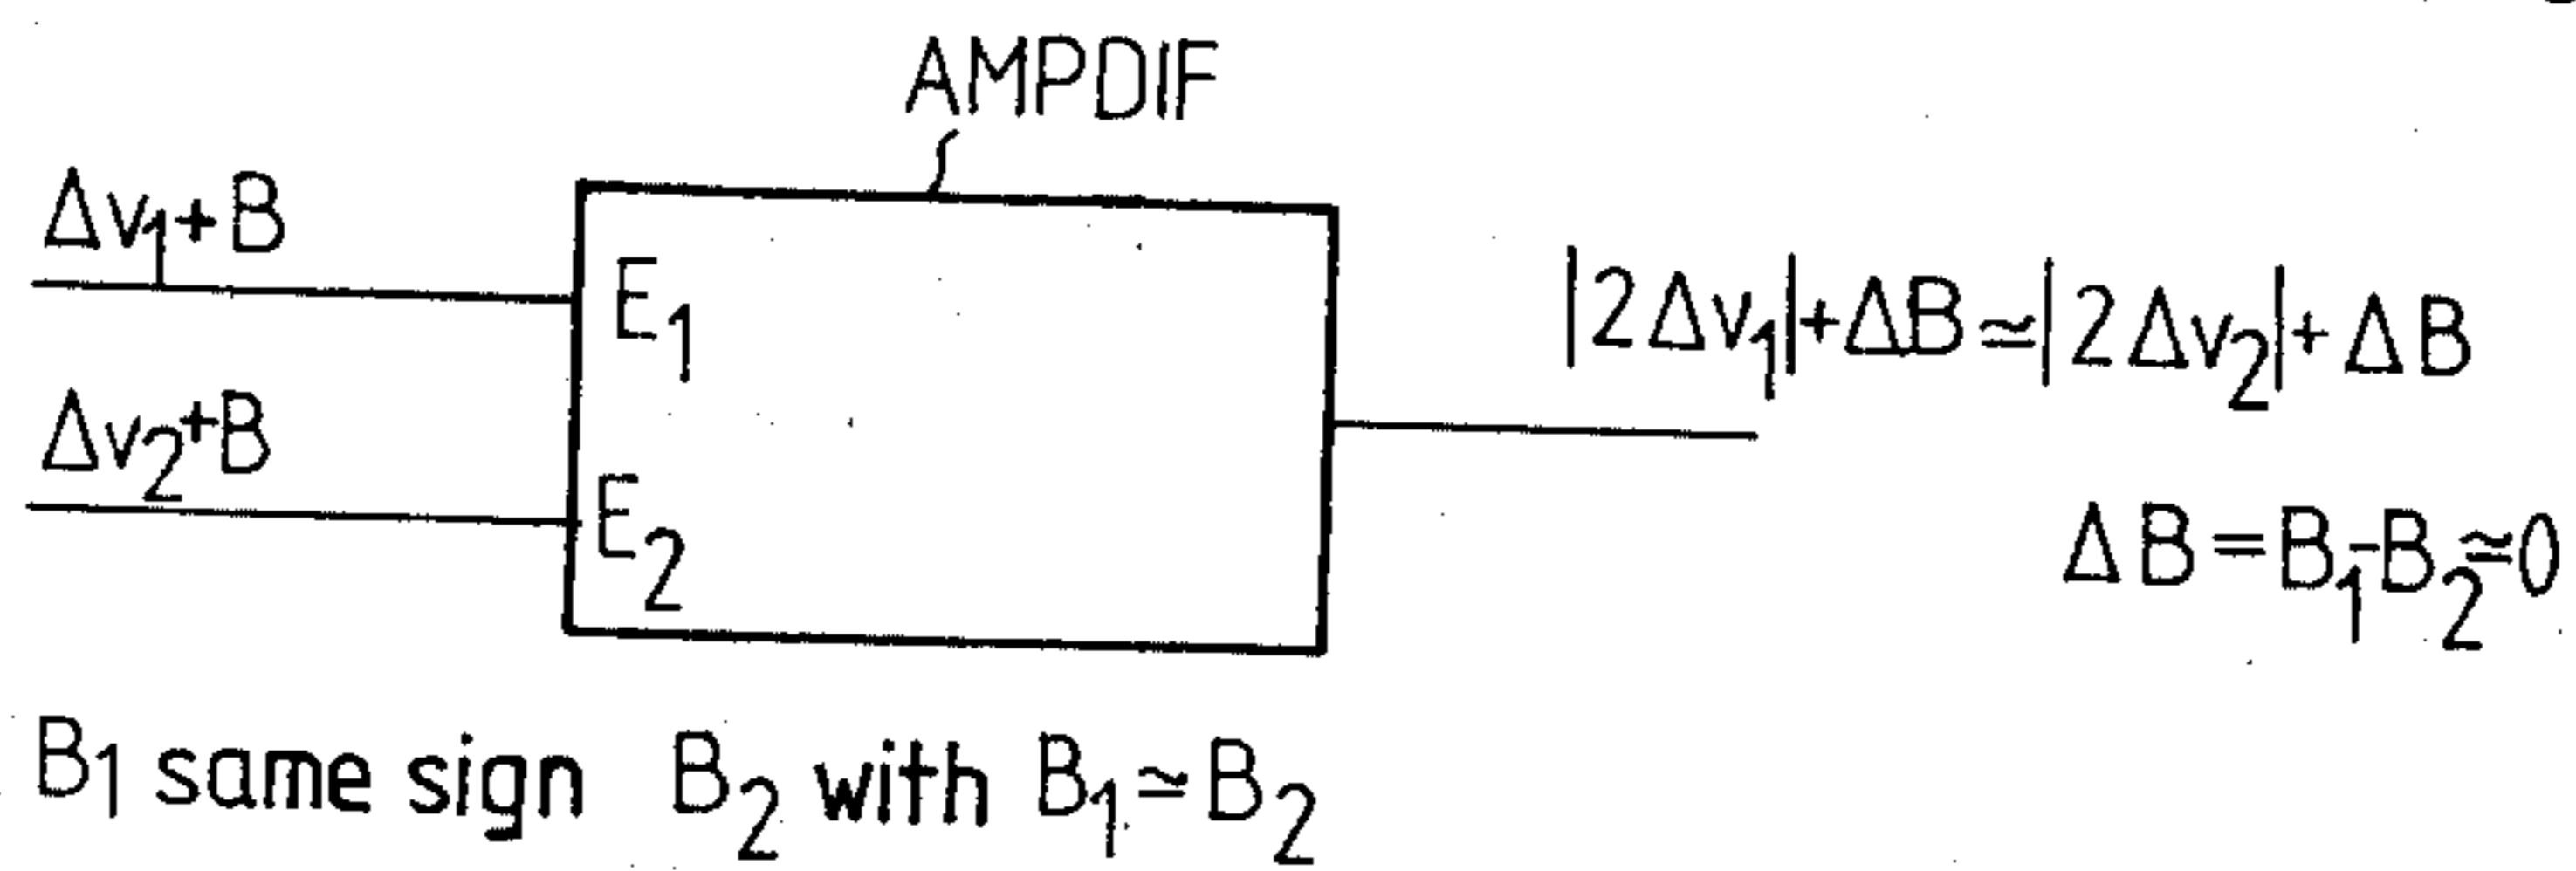 AMPDIF
Δv₁+B
E₁
|2Δv₁|+ΔB≃|2Δv₂|+ΔB
Δv₂+B
E₂
ΔB=B₁-B₂≃0
B₁ same sign B₂ with B₁≃B₂